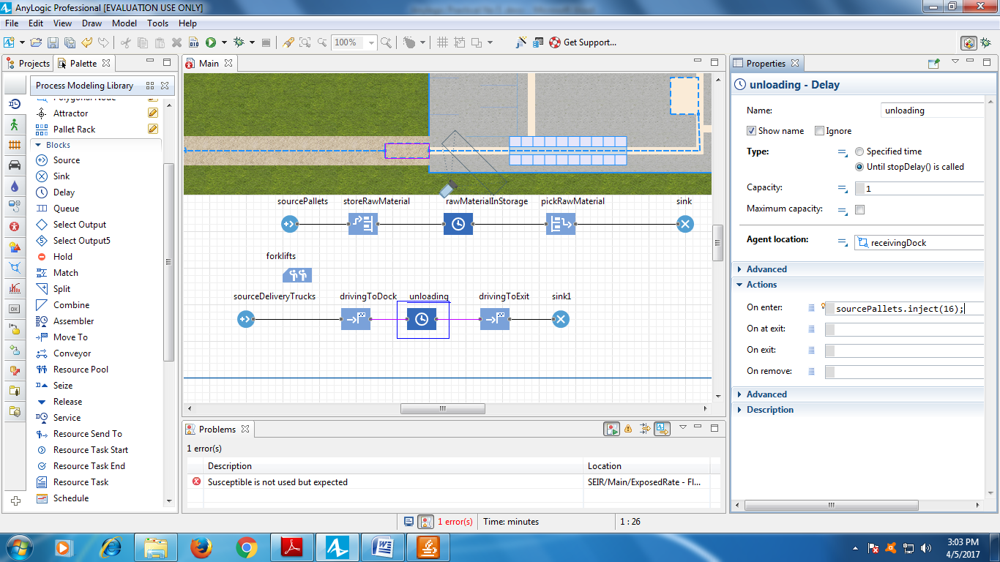 AnyLogic Professional [EVALUATION USE ONLY]
File Edit View Draw Model Tools Help
100% Get Support...
Projects Palette Main Properties
Process Modeling Library
Polygonal Node
Attractor
Pallet Rack
Blocks
Source
Sink
Delay
Queue
Select Output
Select Output5
Hold
Match
Split
Combine
Assembler
Move To
Conveyor
Resource Pool
Seize
Release
Service
Resource Send To
Resource Task Start
Resource Task End
Resource Task
Schedule
sourcePallets storeRawMaterial rawMaterialInStorage pickRawMaterial sink
forklifts
sourceDeliveryTrucks drivingToDock unloading drivingToExit sink1
Problems
1 error(s)
Description Location
Susceptible is not used but expected SEIR/Main/ExposedRate - Fl...
unloading - Delay
Name: unloading
Show name Ignore
Type: Specified time
Until stopDelay() is called
Capacity: 1
Maximum capacity:
Agent location: receivingDock
Advanced
Actions
On enter: sourcePallets.inject(16);
On at exit:
On exit:
On remove:
Advanced
Description
1 error(s) Time: minutes 1 : 26
3:03 PM
4/5/2017